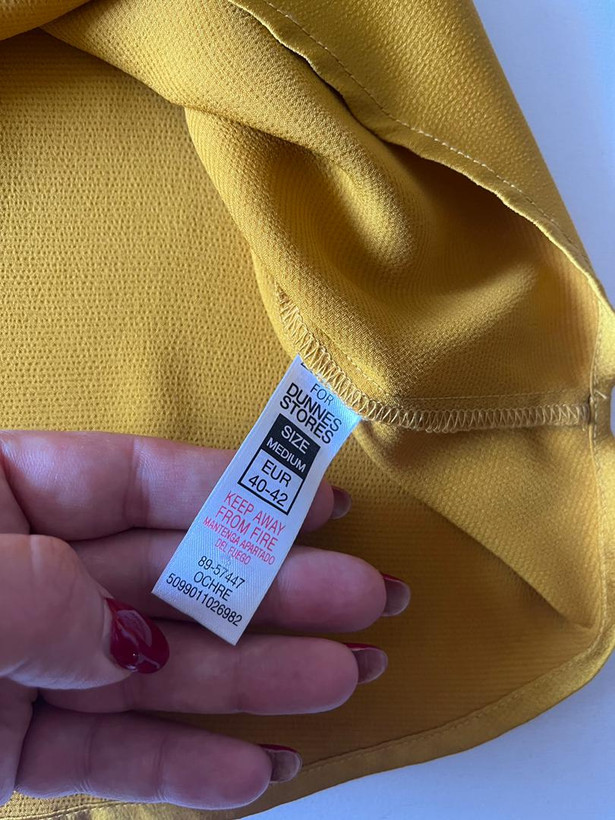 FOR
DUNNES
STORES
SIZE
MEDIUM
EUR
40-42
KEEP AWAY
FROM FIRE
MANTENGA APARTADO
DEL FUEGO
89-57447
OCHRE
5099011026982